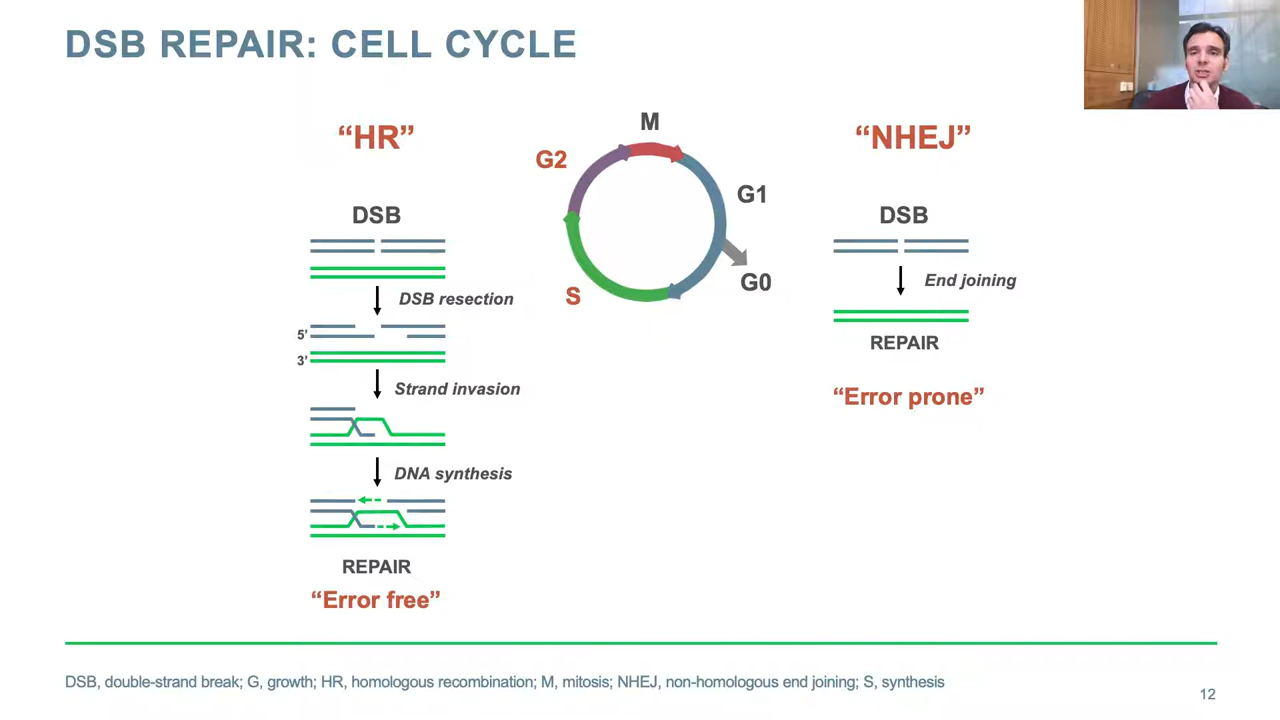 DSB REPAIR: CELL CYCLE
“HR”
DSB
DSB resection
5’
3’
Strand invasion
DNA synthesis
REPAIR
“Error free”
M
G2
G1
S
G0
“NHEJ”
DSB
End joining
REPAIR
“Error prone”
DSB, double-strand break; G, growth; HR, homologous recombination; M, mitosis; NHEJ, non-homologous end joining; S, synthesis
12